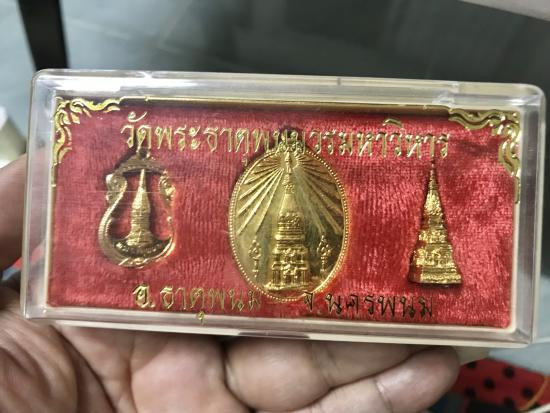 วัดพระธาตุพนมวรมหาวิหาร
อ.ธาตุพนม จ.นครพนม